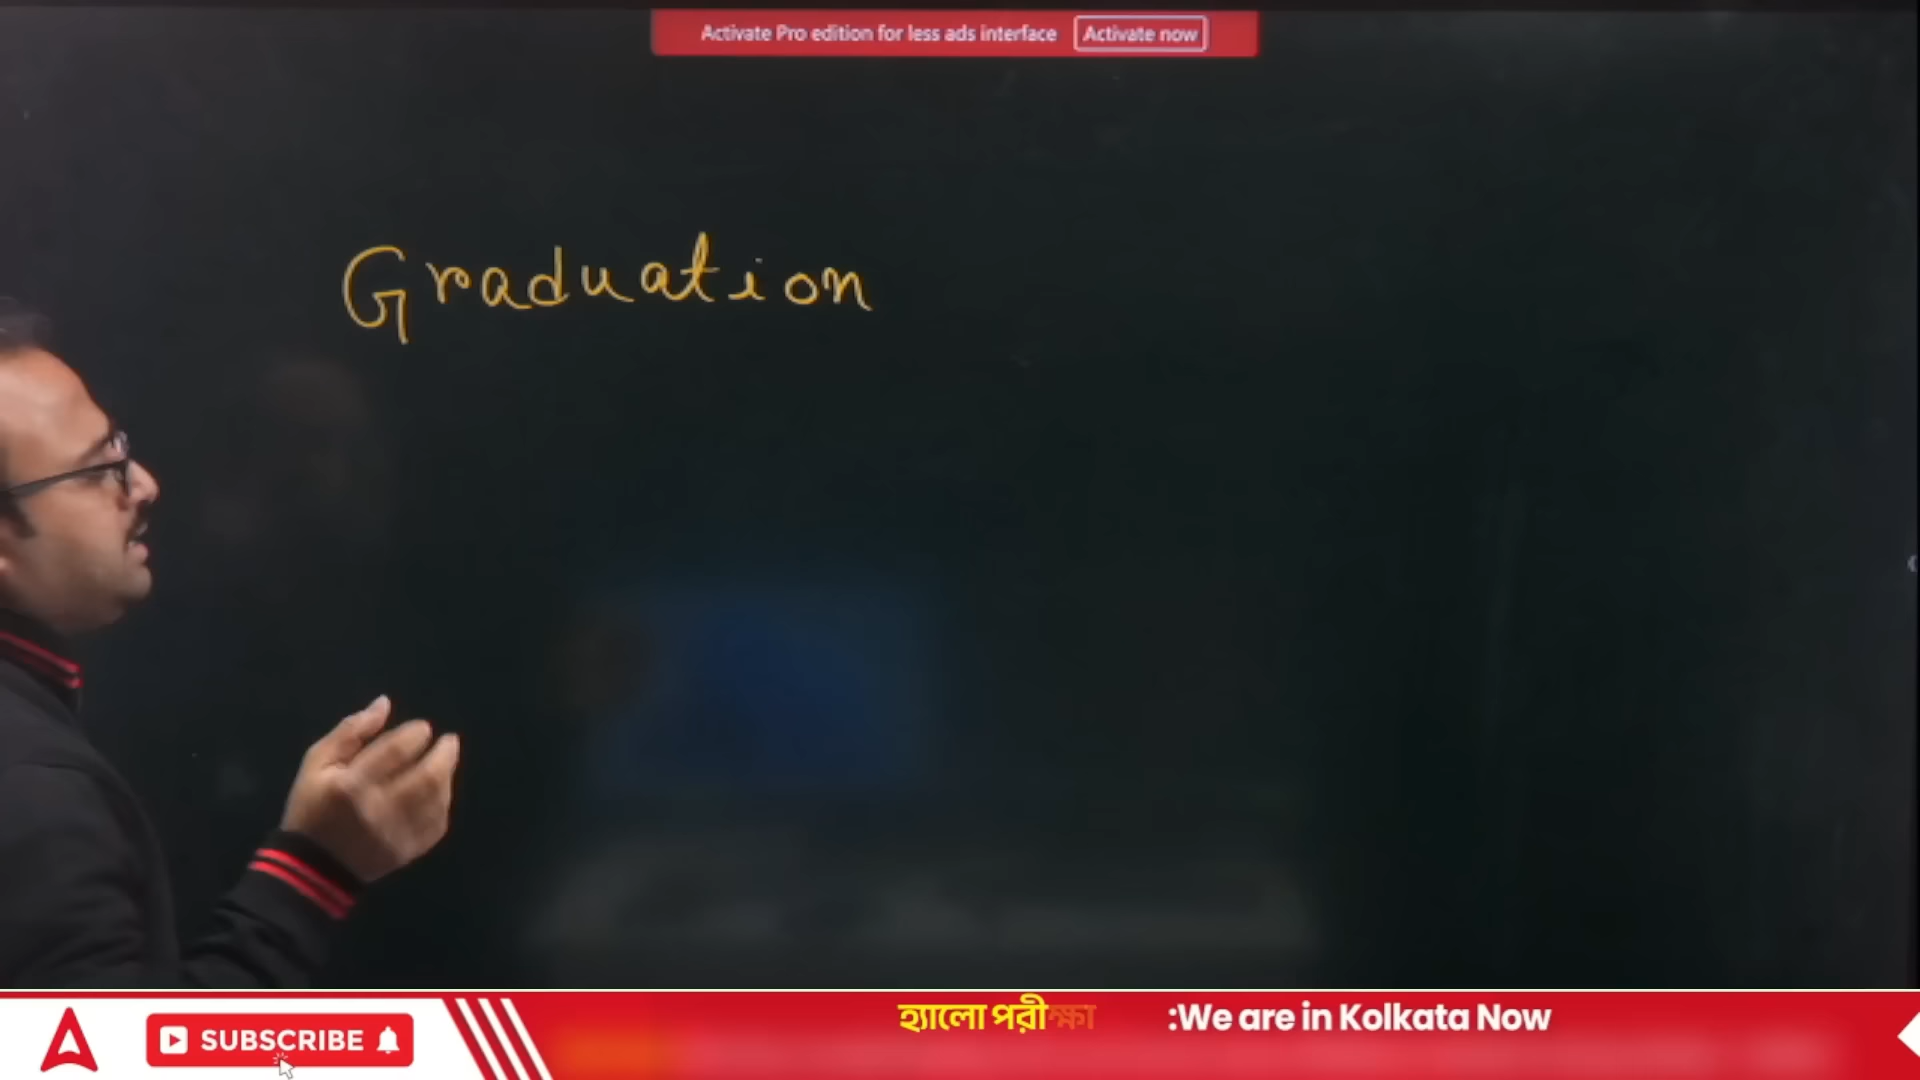 Activate Pro edition for less ads interface Activate now
Graduation
SUBSCRIBE
হ্যালো পরীক্ষা :We are in Kolkata Now